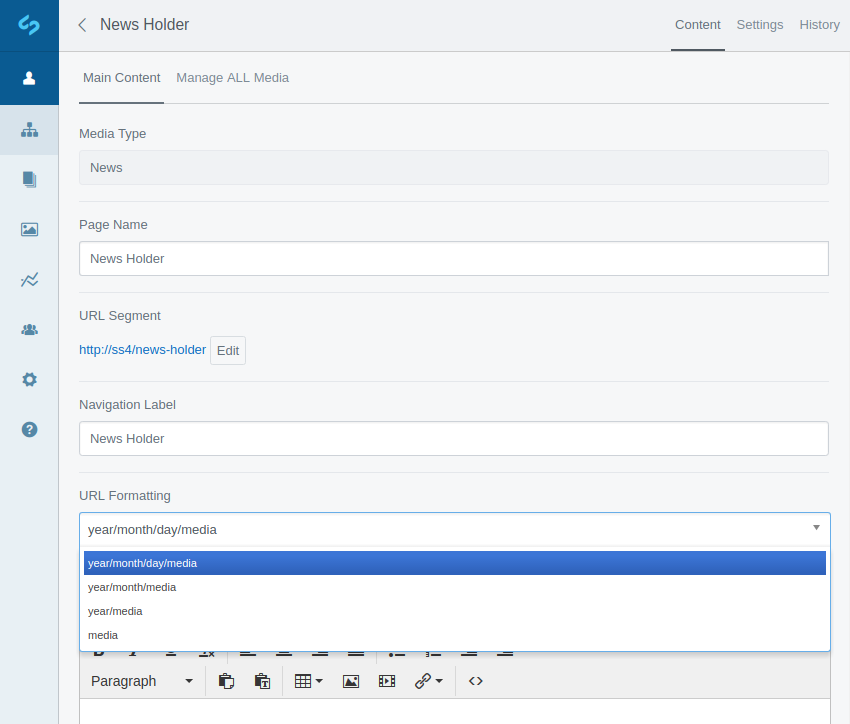 News Holder
Content Settings History
Main Content Manage ALL Media
Media Type
News
Page Name
News Holder
URL Segment
http://ss4/news-holder Edit
Navigation Label
News Holder
URL Formatting
year/month/day/media
year/month/day/media
year/month/media
year/media
media
Paragraph